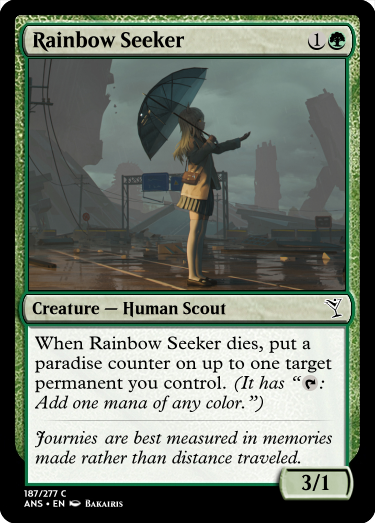 Rainbow Seeker 1
Creature — Human Scout
When Rainbow Seeker dies, put a
paradise counter on up to one target
permanent you control. (It has “:
Add one mana of any color.”)
Journies are best measured in memories
made rather than distance traveled.
3/1
187/277 C
ANS • EN Bakairis